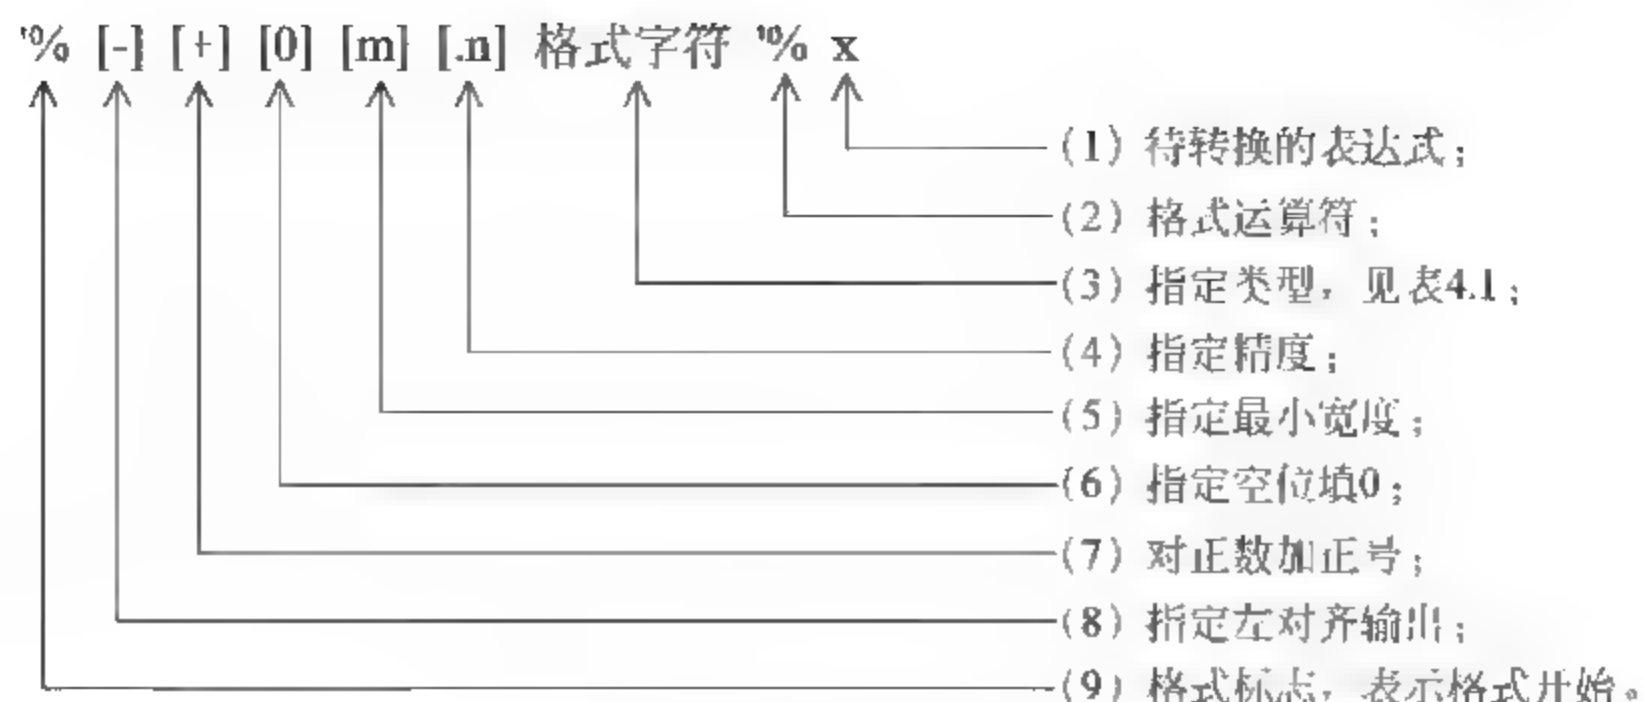 '% [-] [+] [0] [m] [.n] 格式字符 '% x
(1) 待转换的表达式;
(2) 格式运算符;
(3) 指定类型，见表4.1;
(4) 指定精度;
(5) 指定最小宽度;
(6) 指定空位填0;
(7) 对正数加正号;
(8) 指定左对齐输出;
(9) 格式标志，表示格式开始。